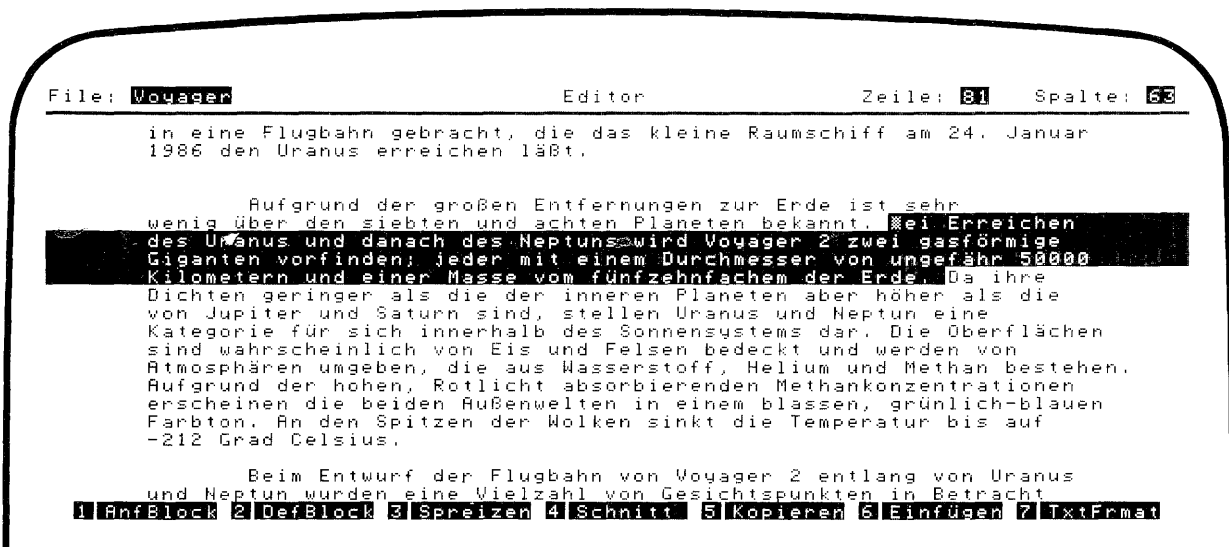 File: Voyager Editor Zeile: 81 Spalte: 63
in eine Flugbahn gebracht, die das kleine Raumschiff am 24. Januar
1986 den Uranus erreichen läßt.
Aufgrund der großen Entfernungen zur Erde ist sehr
wenig über den siebten und achten Planeten bekannt. Bei Erreichen
des Uranus und danach des Neptuns wird Voyager 2 zwei gasförmige
Giganten vorfinden; jeder mit einem Durchmesser von ungefähr 50000
Kilometern und einer Masse vom fünfzehnfachem der Erde. Da ihre
Dichten geringer als die der inneren Planeten aber höher als die
von Jupiter und Saturn sind, stellen Uranus und Neptun eine
Kategorie für sich innerhalb des Sonnensystems dar. Die Oberflächen
sind wahrscheinlich von Eis und Felsen bedeckt und werden von
Atmosphären umgeben, die aus Wasserstoff, Helium und Methan bestehen.
Aufgrund der hohen, Rotlicht absorbierenden Methankonzentrationen
erscheinen die beiden Außenwelten in einem blassen, grünlich-blauen
Farbton. An den Spitzen der Wolken sinkt die Temperatur bis auf
-212 Grad Celsius.
Beim Entwurf der Flugbahn von Voyager 2 entlang von Uranus
und Neptun wurden eine Vielzahl von Gesichtspunkten in Betracht
1 AnfBlock 2 DefBlock 3 Spreizen 4 Schnitt 5 Kopieren 6 Einfügen 7 TxtFrmat